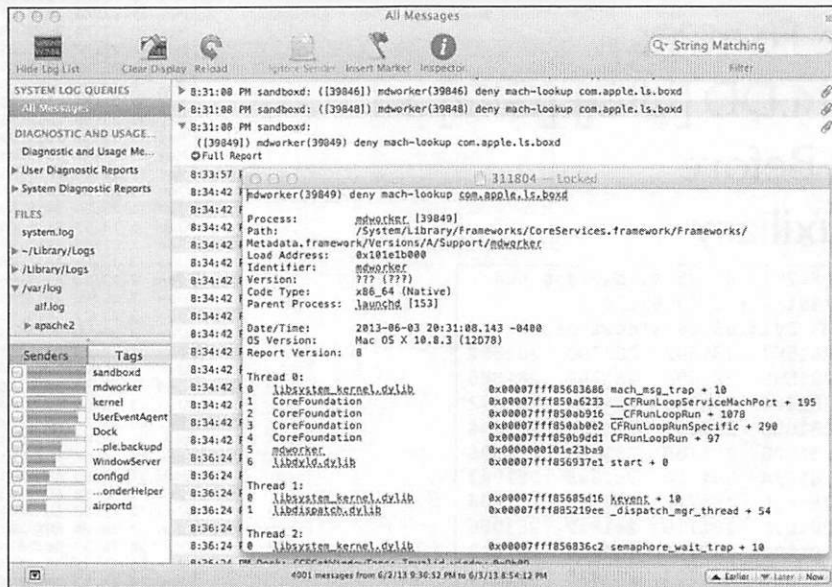 All Messages
Hide Log List
Clear Display
Reload
Ignore Sender
Insert Marker
Inspector
String Matching
Filter
SYSTEM LOG QUERIES
All Messages
DIAGNOSTIC AND USAGE...
Diagnostic and Usage Me...
User Diagnostic Reports
System Diagnostic Reports
FILES
system.log
~/Library/Logs
/Library/Logs
/var/log
alf.log
apache2
Senders
Tags
sandboxd
mdworker
kernel
UserEventAgent
Dock
...ple.backupd
WindowServer
configd
...onderHelper
airportd
8:31:08 PM sandboxd: ([39846]) mdworker(39846) deny mach-lookup com.apple.ls.boxd
8:31:08 PM sandboxd: ([39848]) mdworker(39848) deny mach-lookup com.apple.ls.boxd
8:31:08 PM sandboxd:
([39849]) mdworker(39849) deny mach-lookup com.apple.ls.boxd
Full Report
8:33:57
8:34:42
8:34:42
8:34:42
8:34:42
8:34:42
8:34:42
8:34:42
8:34:42
8:34:42
8:34:42
8:34:42
8:34:42
8:34:42
8:34:42
8:36:24
8:36:24
8:36:24
8:36:24
8:36:24
8:36:24
311804 — Locked
mdworker(39849) deny mach-lookup com.apple.ls.boxd
Process: mdworker [39849]
Path: /System/Library/Frameworks/CoreServices.framework/Frameworks/
Metadata.framework/Versions/A/Support/mdworker
Load Address: 0x101e1b000
Identifier: mdworker
Version: ??? (???)
Code Type: x86_64 (Native)
Parent Process: launchd [153]
Date/Time: 2013-06-03 20:31:08.143 -0400
OS Version: Mac OS X 10.8.3 (12D78)
Report Version: 8
Thread 0:
0 libsystem_kernel.dylib 0x00007fff85683686 mach_msg_trap + 10
1 CoreFoundation 0x00007fff850a6233 __CFRunLoopServiceMachPort + 195
2 CoreFoundation 0x00007fff850ab916 __CFRunLoopRun + 1078
3 CoreFoundation 0x00007fff850ab0e2 CFRunLoopRunSpecific + 290
4 CoreFoundation 0x00007fff850b9dd1 CFRunLoopRun + 97
5 mdworker 0x0000000101e23ba9
6 libdyld.dylib 0x00007fff856937e1 start + 0
Thread 1:
0 libsystem_kernel.dylib 0x00007fff85685d16 kevent + 10
1 libdispatch.dylib 0x00007fff885219ee _dispatch_mgr_thread + 54
Thread 2:
0 libsystem_kernel.dylib 0x00007fff856836c2 semaphore_wait_trap + 10
4001 messages from 6/2/13 9:30:52 PM to 6/3/13 8:54:12 PM
Earlier
Later
Now